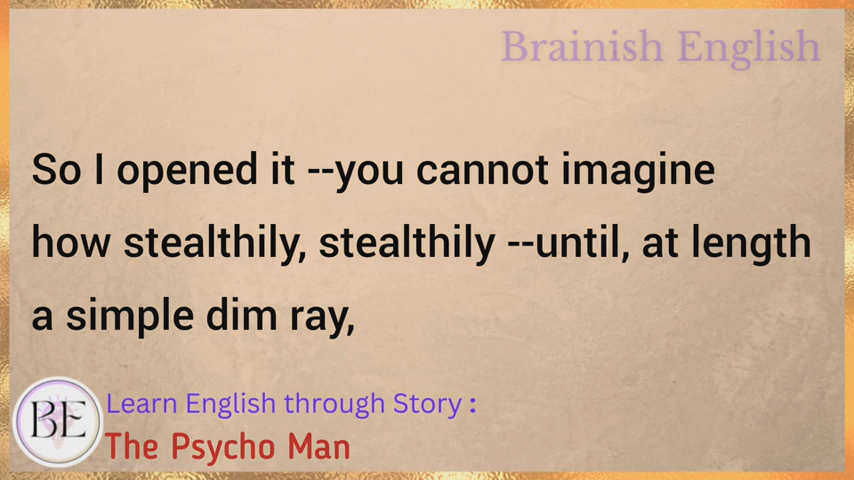 Brainish English
So I opened it --you cannot imagine
how stealthily, stealthily --until, at length
a simple dim ray,
BE
Learn English through Story :
The Psycho Man